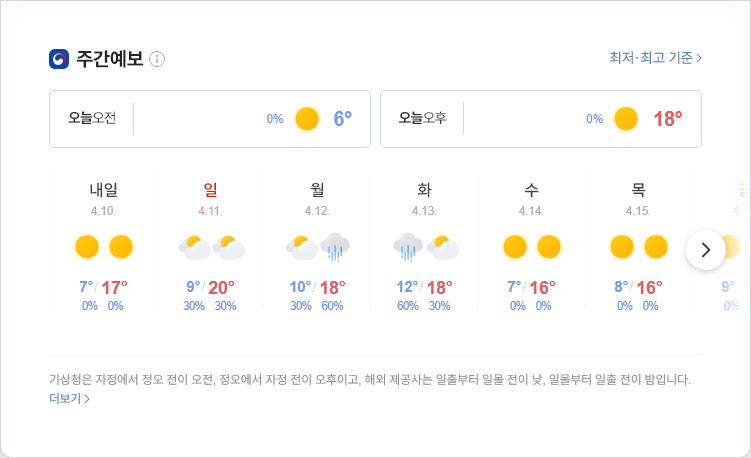 주간예보
최저·최고 기준
오늘오전 0% 6°
오늘오후 0% 18°
내일
4.10.
7°/17°
0% 0%
일
4.11.
9°/20°
30% 30%
월
4.12.
10°/18°
30% 60%
화
4.13.
12°/18°
60% 30%
수
4.14.
7°/16°
0% 0%
목
4.15.
8°/16°
0% 0%
금
4
9°
0%
기상청은 자정에서 정오 전이 오전, 정오에서 자정 전이 오후이고, 해외 제공사는 일출부터 일몰 전이 낮, 일몰부터 일출 전이 밤입니다.
더보기